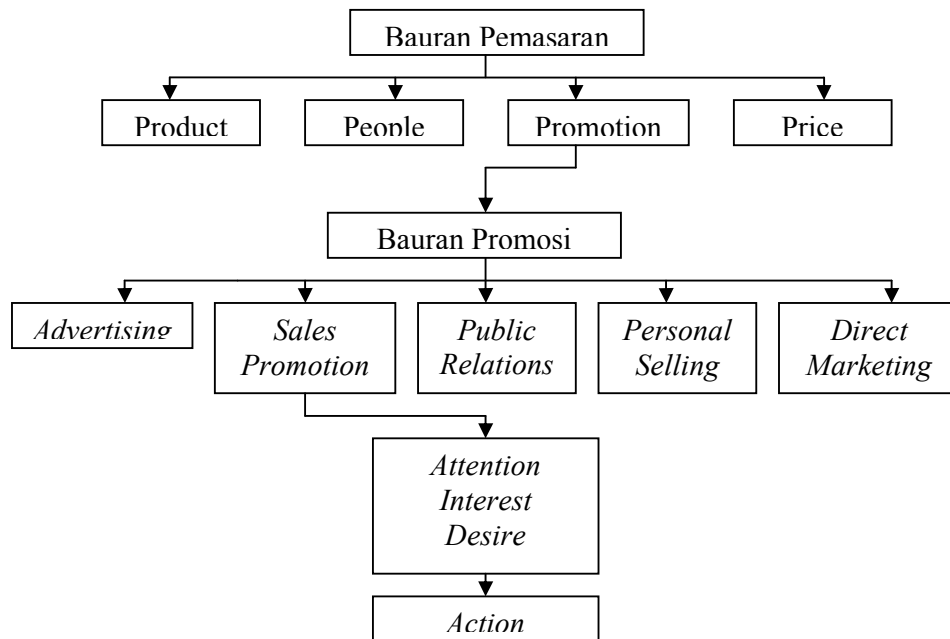 Bauran Pemasaran
Product People Promotion Price
Bauran Promosi
Advertising
Sales
Promotion
Public
Relations
Personal
Selling
Direct
Marketing
Attention
Interest
Desire
Action